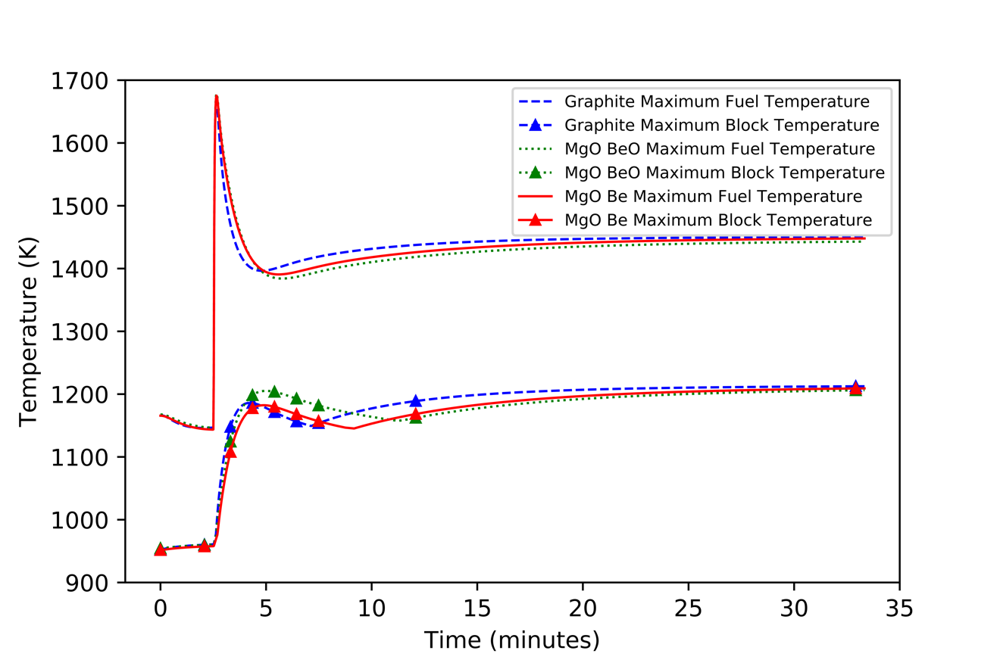 1700
1600
1500
1400
1300
1200
1100
1000
900
Temperature (K)
Graphite Maximum Fuel Temperature
Graphite Maximum Block Temperature
MgO BeO Maximum Fuel Temperature
MgO BeO Maximum Block Temperature
MgO Be Maximum Fuel Temperature
MgO Be Maximum Block Temperature
0 5 10 15 20 25 30 35
Time (minutes)